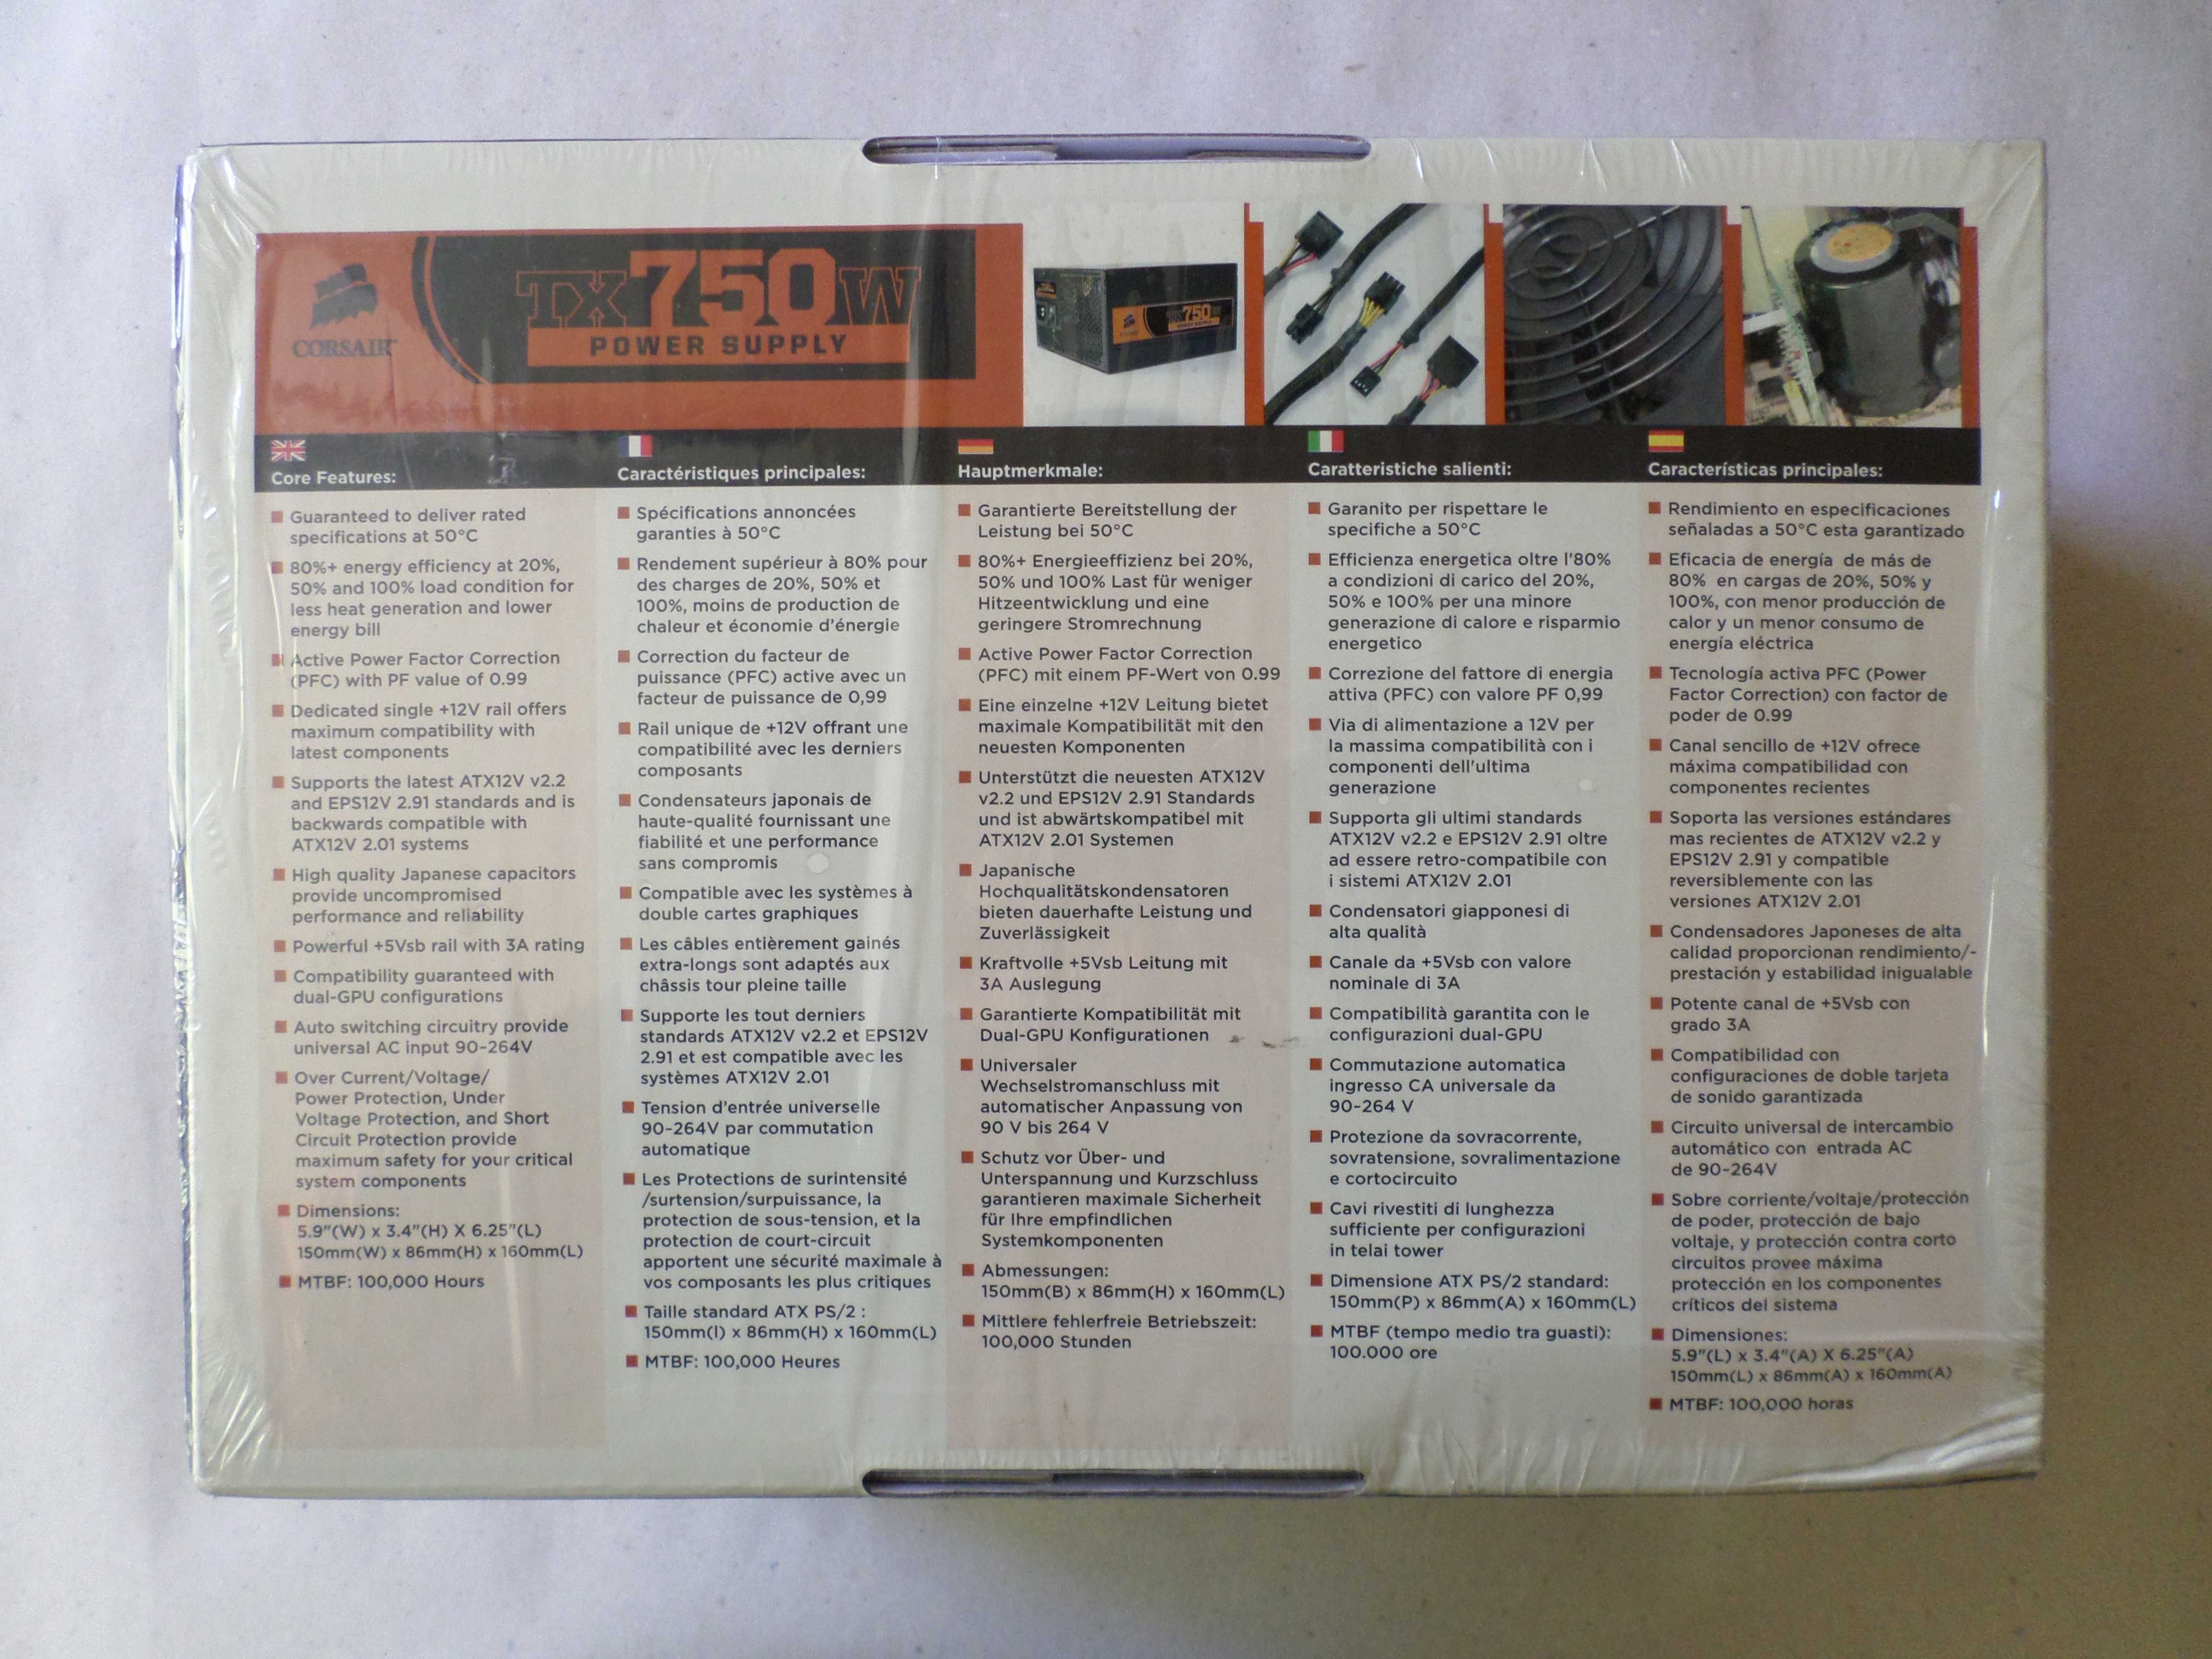 CORSAIR
TX750W
POWER SUPPLY
TX750W
Core Features:
Guaranteed to deliver rated
specifications at 50°C
80%+ energy efficiency at 20%,
50% and 100% load condition for
less heat generation and lower
energy bill
Active Power Factor Correction
(PFC) with PF value of 0.99
Dedicated single +12V rail offers
maximum compatibility with
latest components
Supports the latest ATX12V v2.2
and EPS12V 2.91 standards and is
backwards compatible with
ATX12V 2.01 systems
High quality Japanese capacitors
provide uncompromised
performance and reliability
Powerful +5Vsb rail with 3A rating
Compatibility guaranteed with
dual-GPU configurations
Auto switching circuitry provide
universal AC input 90-264V
Over Current/Voltage/
Power Protection, Under
Voltage Protection, and Short
Circuit Protection provide
maximum safety for your critical
system components
Dimensions:
5.9"(W) x 3.4"(H) X 6.25"(L)
150mm(W) x 86mm(H) x 160mm(L)
MTBF: 100,000 Hours
Caractéristiques principales:
Spécifications annoncées
garanties à 50°C
Rendement supérieur à 80% pour
des charges de 20%, 50% et
100%, moins de production de
chaleur et économie d'énergie
Correction du facteur de
puissance (PFC) active avec un
facteur de puissance de 0,99
Rail unique de +12V offrant une
compatibilité avec les derniers
composants
Condensateurs japonais de
haute-qualité fournissant une
fiabilité et une performance
sans compromis
Compatible avec les systèmes à
double cartes graphiques
Les câbles entièrement gainés
extra-longs sont adaptés aux
châssis tour pleine taille
Supporte les tout derniers
standards ATX12V v2.2 et EPS12V
2.91 et est compatible avec les
systèmes ATX12V 2.01
Tension d'entrée universelle
90-264V par commutation
automatique
Les Protections de surintensité
/surtension/surpuissance, la
protection de sous-tension, et la
protection de court-circuit
apportent une sécurité maximale à
vos composants les plus critiques
Taille standard ATX PS/2 :
150mm(l) x 86mm(H) x 160mm(L)
MTBF: 100,000 Heures
Hauptmerkmale:
Garantierte Bereitstellung der
Leistung bei 50°C
80%+ Energieeffizienz bei 20%,
50% und 100% Last für weniger
Hitzeentwicklung und eine
geringere Stromrechnung
Active Power Factor Correction
(PFC) mit einem PF-Wert von 0.99
Eine einzelne +12V Leitung bietet
maximale Kompatibilität mit den
neuesten Komponenten
Unterstützt die neuesten ATX12V
v2.2 und EPS12V 2.91 Standards
und ist abwärtskompatibel mit
ATX12V 2.01 Systemen
Japanische
Hochqualitätskondensatoren
bieten dauerhafte Leistung und
Zuverlässigkeit
Kraftvolle +5Vsb Leitung mit
3A Auslegung
Garantierte Kompatibilität mit
Dual-GPU Konfigurationen
Universaler
Wechselstromanschluss mit
automatischer Anpassung von
90 V bis 264 V
Schutz vor Über- und
Unterspannung und Kurzschluss
garantieren maximale Sicherheit
für Ihre empfindlichen
Systemkomponenten
Abmessungen:
150mm(B) x 86mm(H) x 160mm(L)
Mittlere fehlerfreie Betriebszeit:
100,000 Stunden
Caratteristiche salienti:
Garanito per rispettare le
specifiche a 50°C
Efficienza energetica oltre l'80%
a condizioni di carico del 20%,
50% e 100% per una minore
generazione di calore e risparmio
energetico
Correzione del fattore di energia
attiva (PFC) con valore PF 0,99
Via di alimentazione a 12V per
la massima compatibilità con i
componenti dell'ultima
generazione
Supporta gli ultimi standards
ATX12V v2.2 e EPS12V 2.91 oltre
ad essere retro-compatibile con
i sistemi ATX12V 2.01
Condensatori giapponesi di
alta qualità
Canale da +5Vsb con valore
nominale di 3A
Compatibilità garantita con le
configurazioni dual-GPU
Commutazione automatica
ingresso CA universale da
90-264 V
Protezione da sovracorrente,
sovratensione, sovralimentazione
e cortocircuito
Cavi rivestiti di lunghezza
sufficiente per configurazioni
in telai tower
Dimensione ATX PS/2 standard:
150mm(P) x 86mm(A) x 160mm(L)
MTBF (tempo medio tra guasti):
100.000 ore
Características principales:
Rendimiento en especificaciones
señaladas a 50°C esta garantizado
Eficacia de energía de más de
80% en cargas de 20%, 50% y
100%, con menor producción de
calor y un menor consumo de
energía eléctrica
Tecnología activa PFC (Power
Factor Correction) con factor de
poder de 0.99
Canal sencillo de +12V ofrece
máxima compatibilidad con
componentes recientes
Soporta las versiones estándares
mas recientes de ATX12V v2.2 y
EPS12V 2.91 y compatible
reversiblemente con las
versiones ATX12V 2.01
Condensadores Japoneses de alta
calidad proporcionan rendimiento/-
prestación y estabilidad inigualable
Potente canal de +5Vsb con
grado 3A
Compatibilidad con
configuraciones de doble tarjeta
de sonido garantizada
Circuito universal de intercambio
automático con entrada AC
de 90-264V
Sobre corriente/voltaje/protección
de poder, protección de bajo
voltaje, y protección contra corto
circuitos provee máxima
protección en los componentes
críticos del sistema
Dimensiones:
5.9"(L) x 3.4"(A) X 6.25"(A)
150mm(L) x 86mm(A) x 160mm(A)
MTBF: 100,000 horas